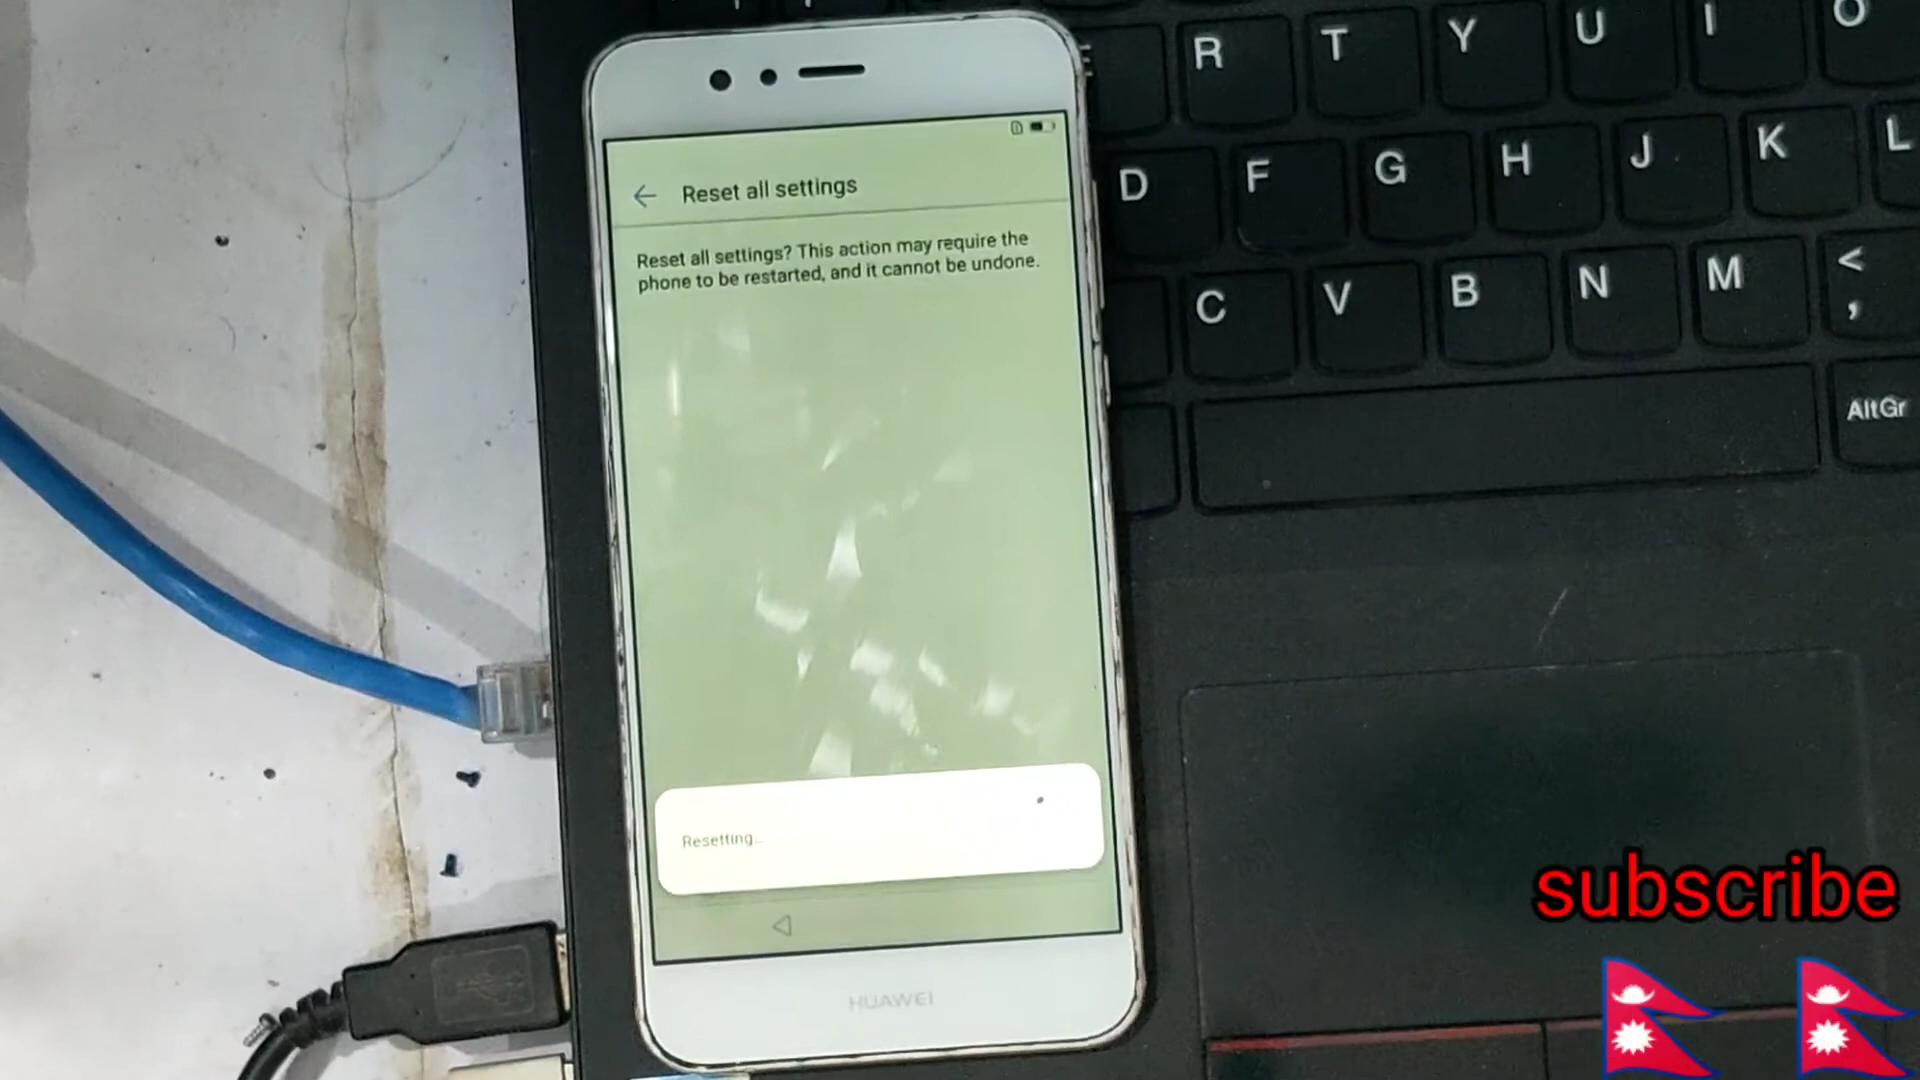 Reset all settings
Reset all settings? This action may require the
phone to be restarted, and it cannot be undone.
Resetting...
HUAWEI
R T Y U I O
D F G H J K L
C V B N M <
,
AltGr
subscribe